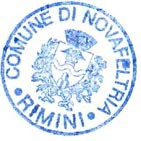 COMUNE DI NOVAFELTRIA
• RIMINI •